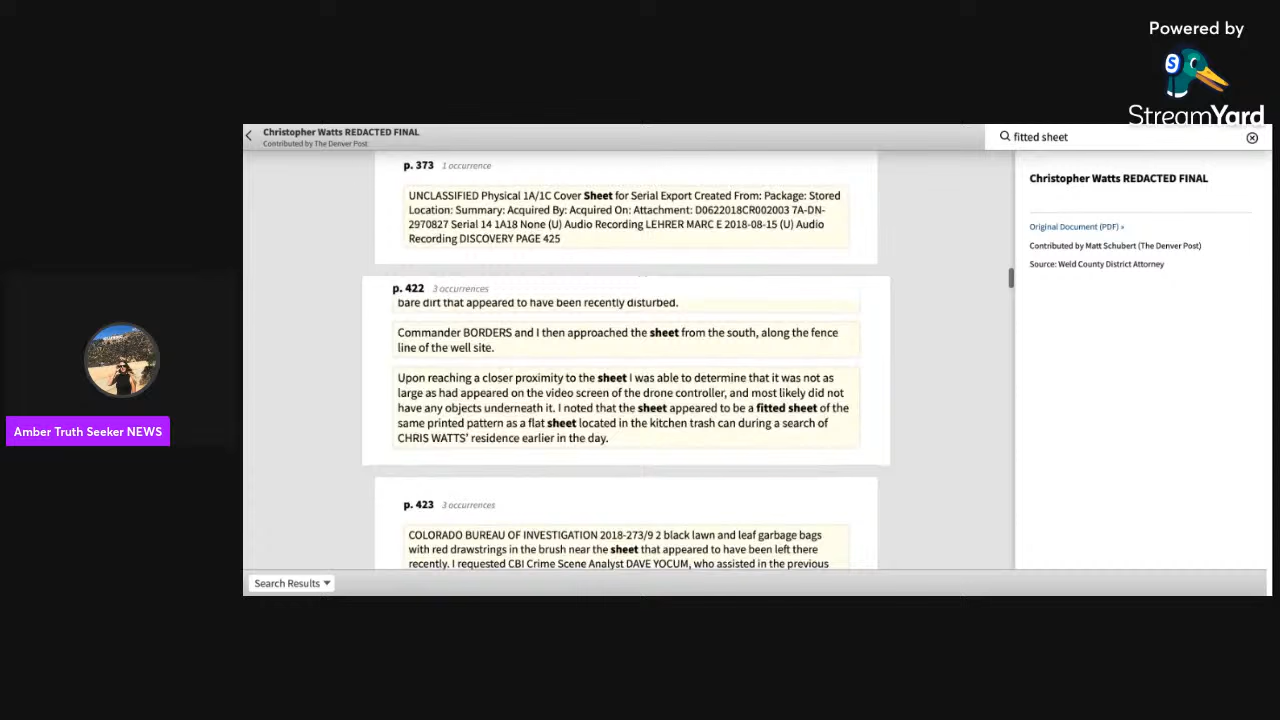 Powered by
StreamYard
Christopher Watts REDACTED FINAL
Contributed by The Denver Post
fitted sheet
p. 373 1 occurrence
UNCLASSIFIED Physical 1A/1C Cover Sheet for Serial Export Created From: Package: Stored
Location: Summary: Acquired By: Acquired On: Attachment: D0622018CR002003 7A-DN-
2970827 Serial 14 1A18 None (U) Audio Recording LEHRER MARC E 2018-08-15 (U) Audio
Recording DISCOVERY PAGE 425
p. 422 3 occurrences
bare dirt that appeared to have been recently disturbed.
Commander BORDERS and I then approached the sheet from the south, along the fence
line of the well site.
Upon reaching a closer proximity to the sheet I was able to determine that it was not as
large as had appeared on the video screen of the drone controller, and most likely did not
have any objects underneath it. I noted that the sheet appeared to be a fitted sheet of the
same printed pattern as a flat sheet located in the kitchen trash can during a search of
CHRIS WATTS' residence earlier in the day.
p. 423 3 occurrences
COLORADO BUREAU OF INVESTIGATION 2018-273/9 2 black lawn and leaf garbage bags
with red drawstrings in the brush near the sheet that appeared to have been left there
recently. I requested CBI Crime Scene Analyst DAVE YOCUM, who assisted in the previous
Christopher Watts REDACTED FINAL
Original Document (PDF) »
Contributed by Matt Schubert (The Denver Post)
Source: Weld County District Attorney
Search Results
Amber Truth Seeker NEWS